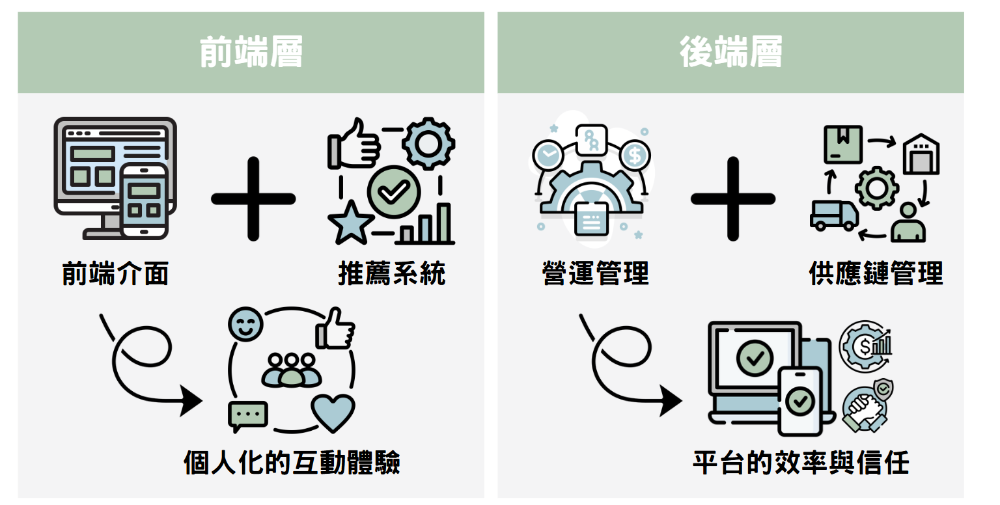 前端層
前端介面
推薦系統
個人化的互動體驗
後端層
營運管理
供應鏈管理
平台的效率與信任